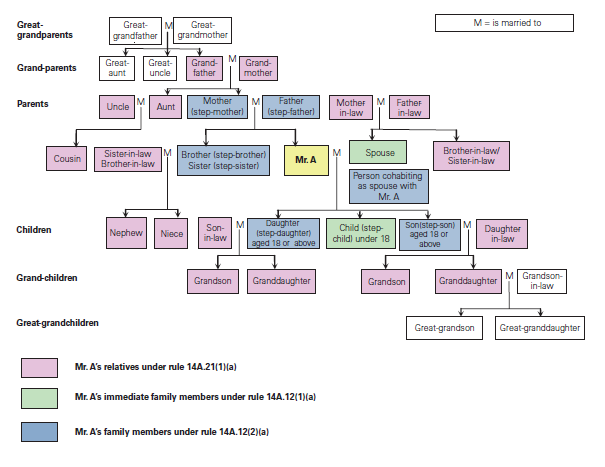 Great-
grandparents
Great-
grandfather
M
Great-
grandmother
M = is married to
Grand-parents
Great-
aunt
Great-
uncle
Grand-
father
M
Grand-
mother
Parents
Uncle
M
Aunt
Mother
(step-mother)
M
Father
(step-father)
Mother
in-law
M
Father
in-law
Cousin
Sister-in-law
Brother-in-law
M
Brother (step-brother)
Sister (step-sister)
Mr. A
M
Spouse
Brother-in-law/
Sister-in-law
Person cohabiting
as spouse with
Mr. A
Children
Nephew
Niece
Son-
in-law
M
Daughter
(step-daughter)
aged 18 or above
Child (step-
child) under 18
Son(step-son)
aged 18 or
above
M
Daughter
in-law
Grand-children
Grandson
Granddaughter
Grandson
Granddaughter
M
Grandson-
in-law
Great-grandchildren
Great-grandson
Great-granddaughter
Mr. A's relatives under rule 14A.21(1)(a)
Mr. A's immediate family members under rule 14A.12(1)(a)
Mr. A's family members under rule 14A.12(2)(a)